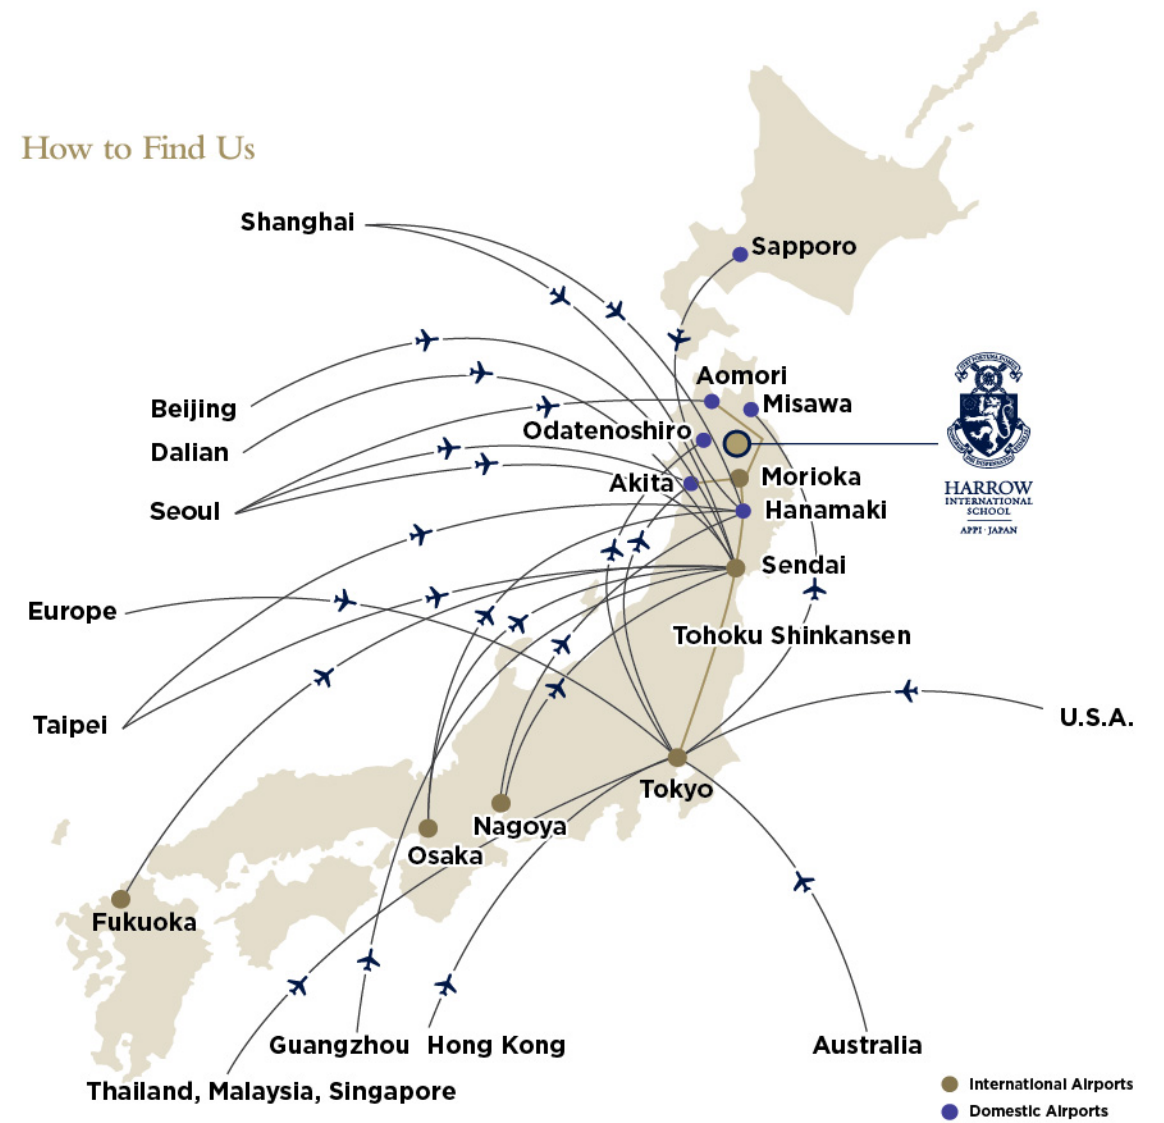 How to Find Us
Shanghai
Sapporo
Aomori
Misawa
Beijing
Odatenoshiro
Dalian
Akita
Morioka
Seoul
Hanamaki
HARROW
INTERNATIONAL
SCHOOL
APPI · JAPAN
Sendai
Europe
Tohoku Shinkansen
Taipei
U.S.A.
Tokyo
Nagoya
Osaka
Fukuoka
Guangzhou
Hong Kong
Australia
Thailand, Malaysia, Singapore
International Airports
Domestic Airports